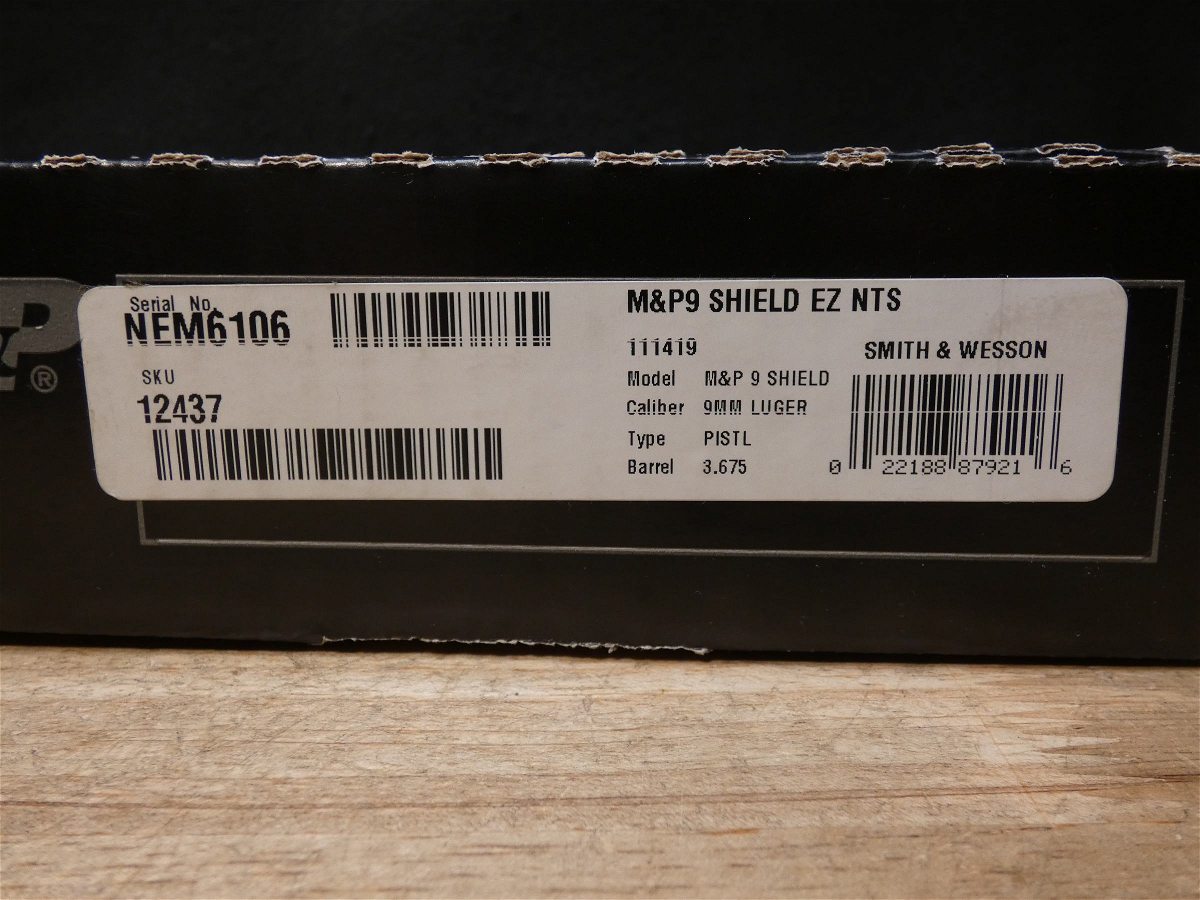 P®
Serial No.
NEM6106
SKU
12437
M&P9 SHIELD EZ NTS
111419
Model M&P 9 SHIELD
Caliber 9MM LUGER
Type PISTL
Barrel 3.675
SMITH & WESSON
0 22188 87921 6